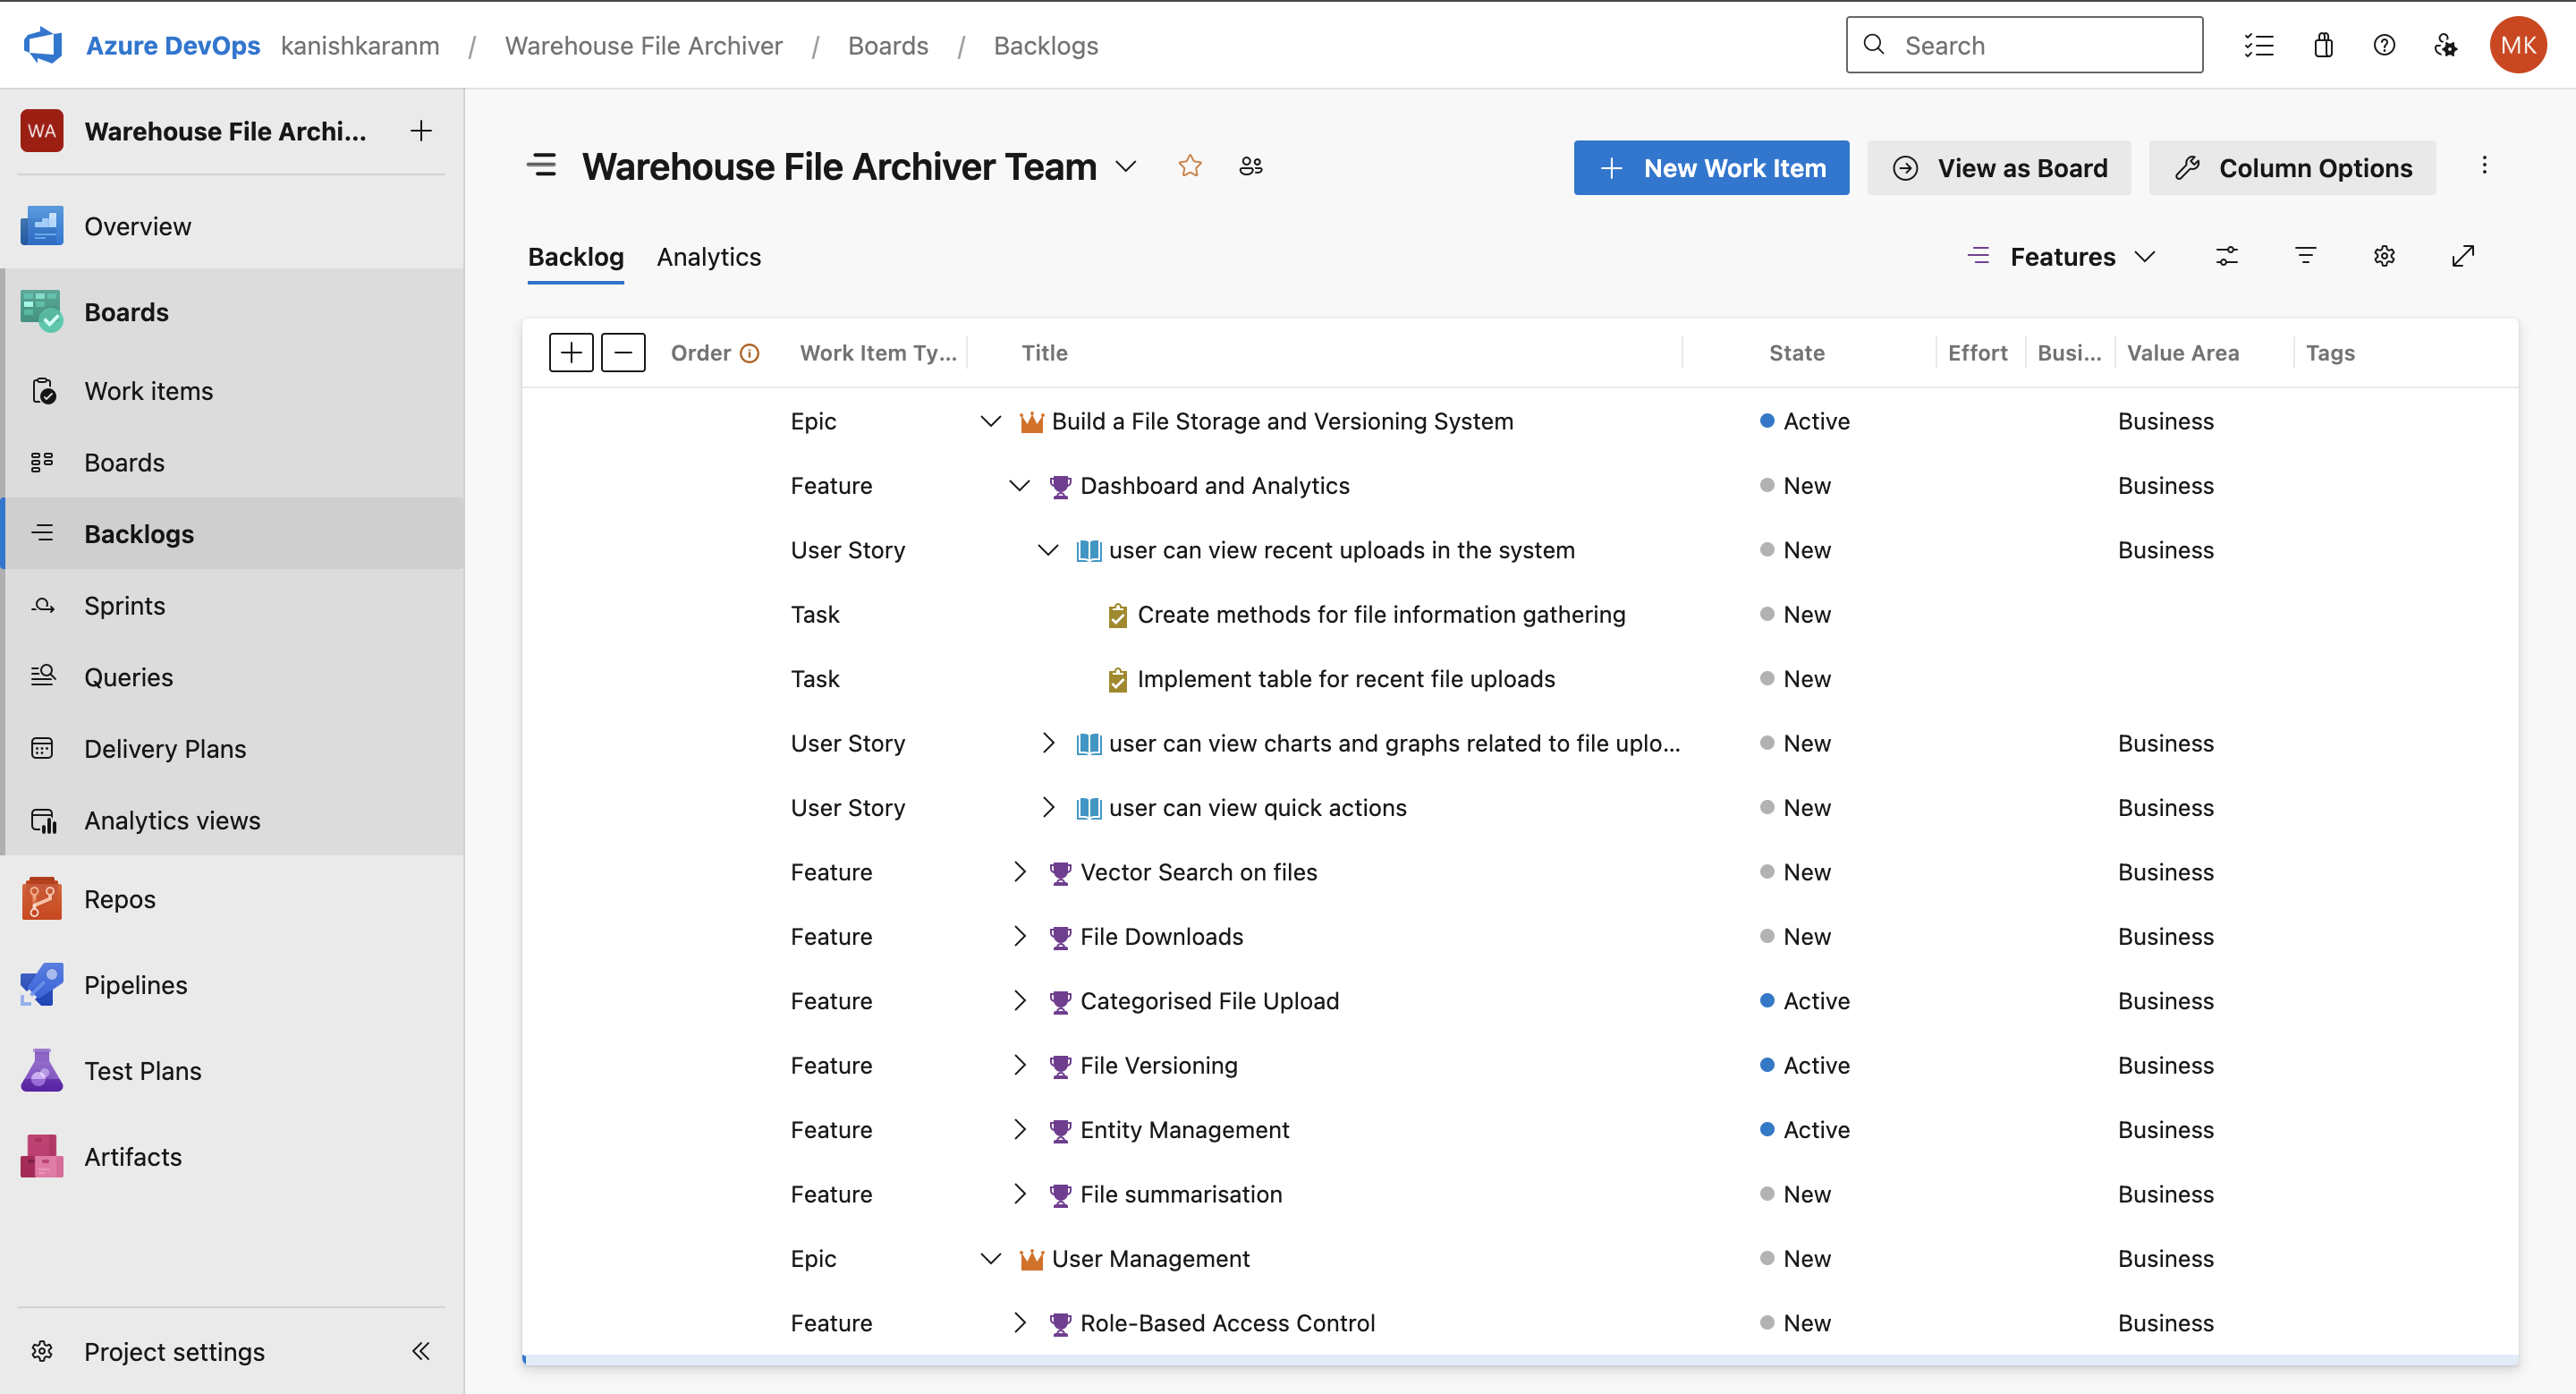 Azure DevOps kanishkaranm / Warehouse File Archiver / Boards / Backlogs Search MK
WA Warehouse File Archi...
Overview
Boards
Work items
Boards
Backlogs
Sprints
Queries
Delivery Plans
Analytics views
Repos
Pipelines
Test Plans
Artifacts
Project settings
Warehouse File Archiver Team New Work Item View as Board Column Options
Backlog Analytics Features
Order Work Item Ty... Title State Effort Busi... Value Area Tags
Epic Build a File Storage and Versioning System Active Business
Feature Dashboard and Analytics New Business
User Story user can view recent uploads in the system New Business
Task Create methods for file information gathering New
Task Implement table for recent file uploads New
User Story user can view charts and graphs related to file uplo... New Business
User Story user can view quick actions New Business
Feature Vector Search on files New Business
Feature File Downloads New Business
Feature Categorised File Upload Active Business
Feature File Versioning Active Business
Feature Entity Management Active Business
Feature File summarisation New Business
Epic User Management New Business
Feature Role-Based Access Control New Business